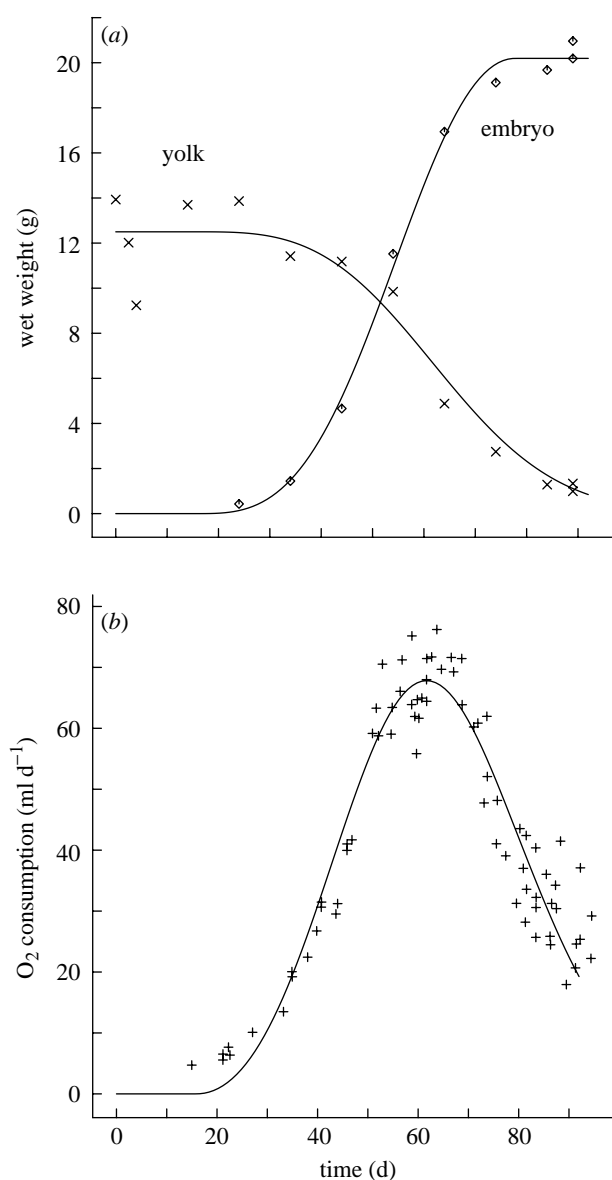 (a)
20
16
12
8
4
0
wet weight (g)
yolk
embryo
(b)
80
60
40
20
0
O₂ consumption (ml d⁻¹)
0 20 40 60 80
time (d)